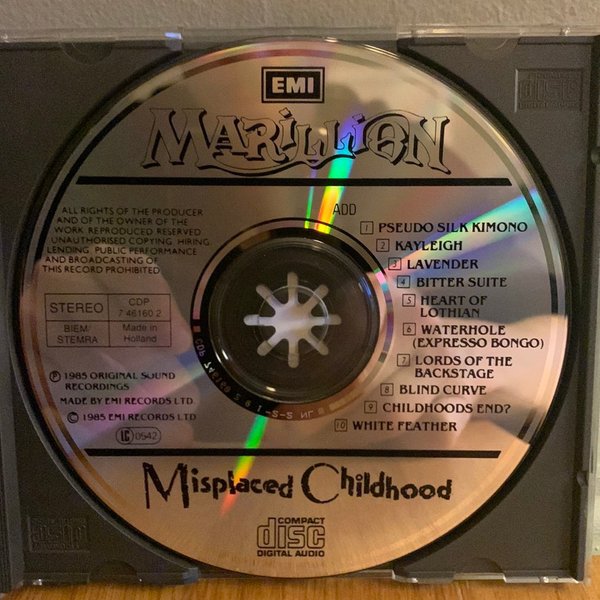 EMI
MARILLION
ALL RIGHTS OF THE PRODUCER
AND OF THE OWNER OF THE
WORK REPRODUCED RESERVED
UNAUTHORISED COPYING, HIRING,
LENDING, PUBLIC PERFORMANCE
AND BROADCASTING OF
THIS RECORD PROHIBITED
STEREO
CDP
7 46160 2
BIEM/
STEMRA
Made in
Holland
℗ 1985 ORIGINAL SOUND
RECORDINGS
MADE BY EMI RECORDS LTD
© 1985 EMI RECORDS LTD
LC 0542
ADD
1 PSEUDO SILK KIMONO
2 KAYLEIGH
3 LAVENDER
4 BITTER SUITE
5 HEART OF
LOTHIAN
6 WATERHOLE
(EXPRESSO BONGO)
7 LORDS OF THE
BACKSTAGE
8 BLIND CURVE
9 CHILDHOODS END?
10 WHITE FEATHER
Misplaced Childhood
COMPACT
disc
DIGITAL AUDIO